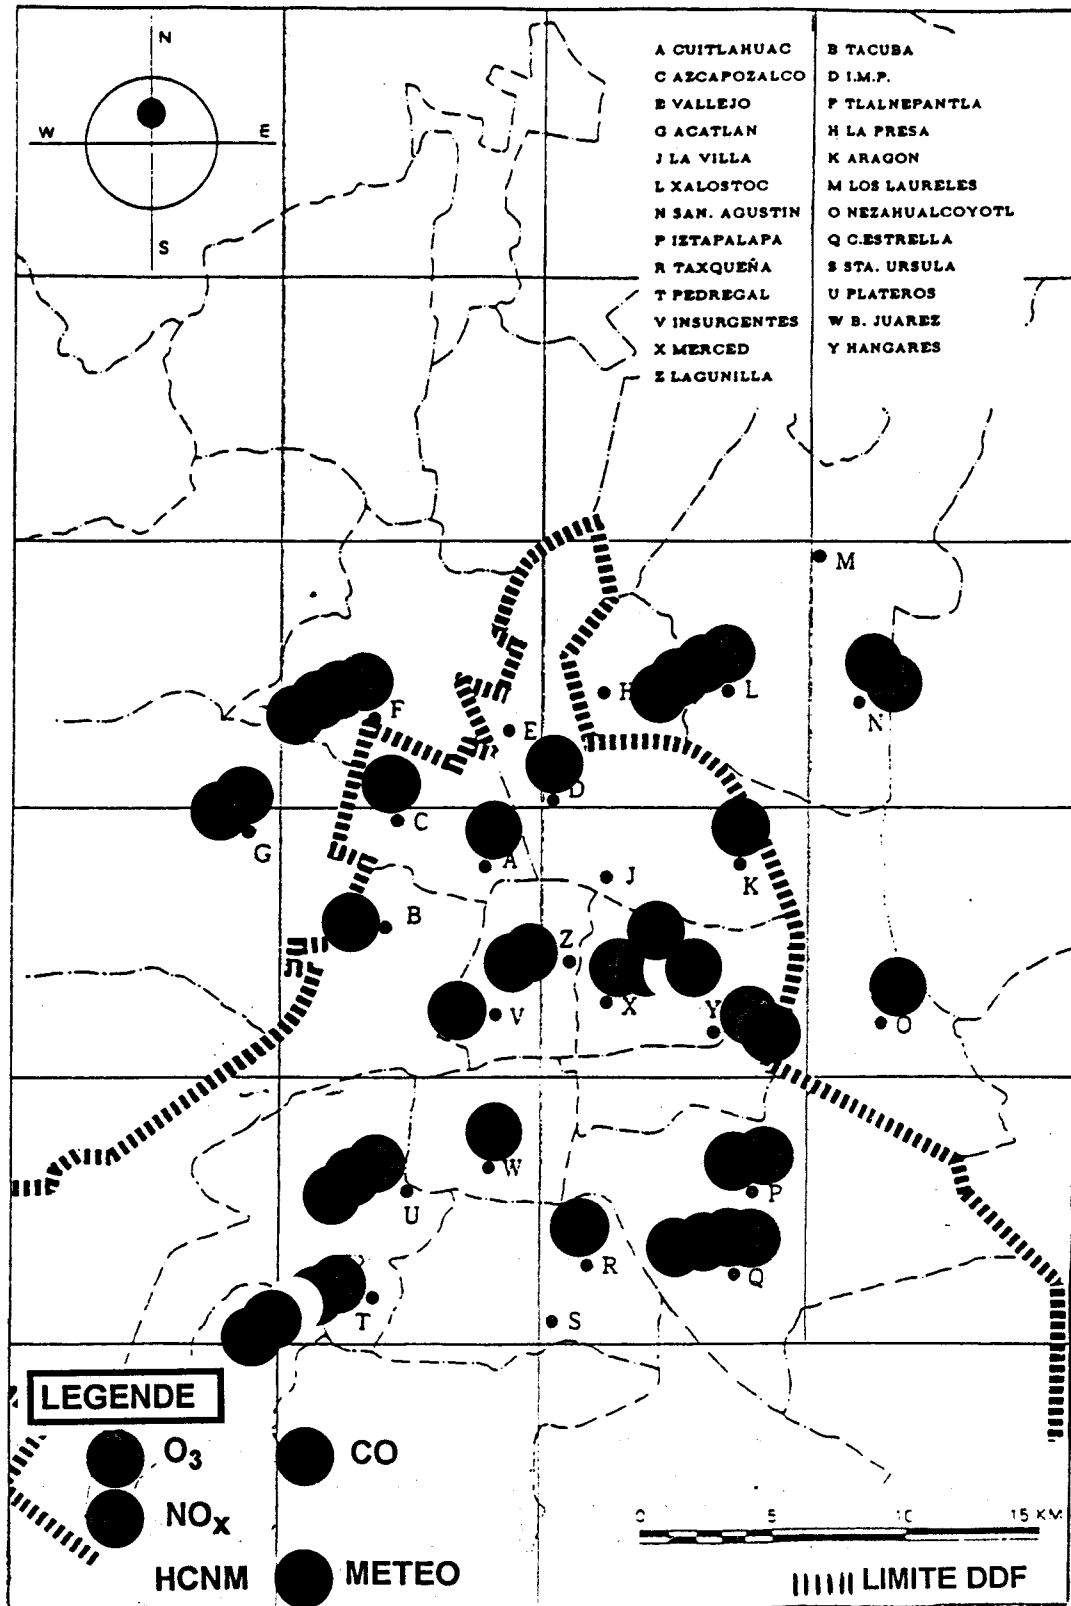 N
W E
S
A CUITLAHUAC B TACUBA
C AZCAPOZALCO D I.M.P.
E VALLEJO F TLALNEPANTLA
G ACATLAN H LA PRESA
J LA VILLA K ARAGON
L XALOSTOC M LOS LAURELES
N SAN. AGUSTIN O NEZAHUALCOYOTL
P IZTAPALAPA Q C.ESTRELLA
R TAXQUEÑA S STA. URSULA
T PEDREGAL U PLATEROS
V INSURGENTES W B. JUAREZ
X MERCED Y HANGARES
Z LAGUNILLA
M
H L
F N
E
D
G C
A K
J
B
Z
X
V Y O
W
U P
R Q
T S
LEGENDE
O₃ CO
NOx
HCNM METEO
0 5 10 15 KM
LIMITE DDF